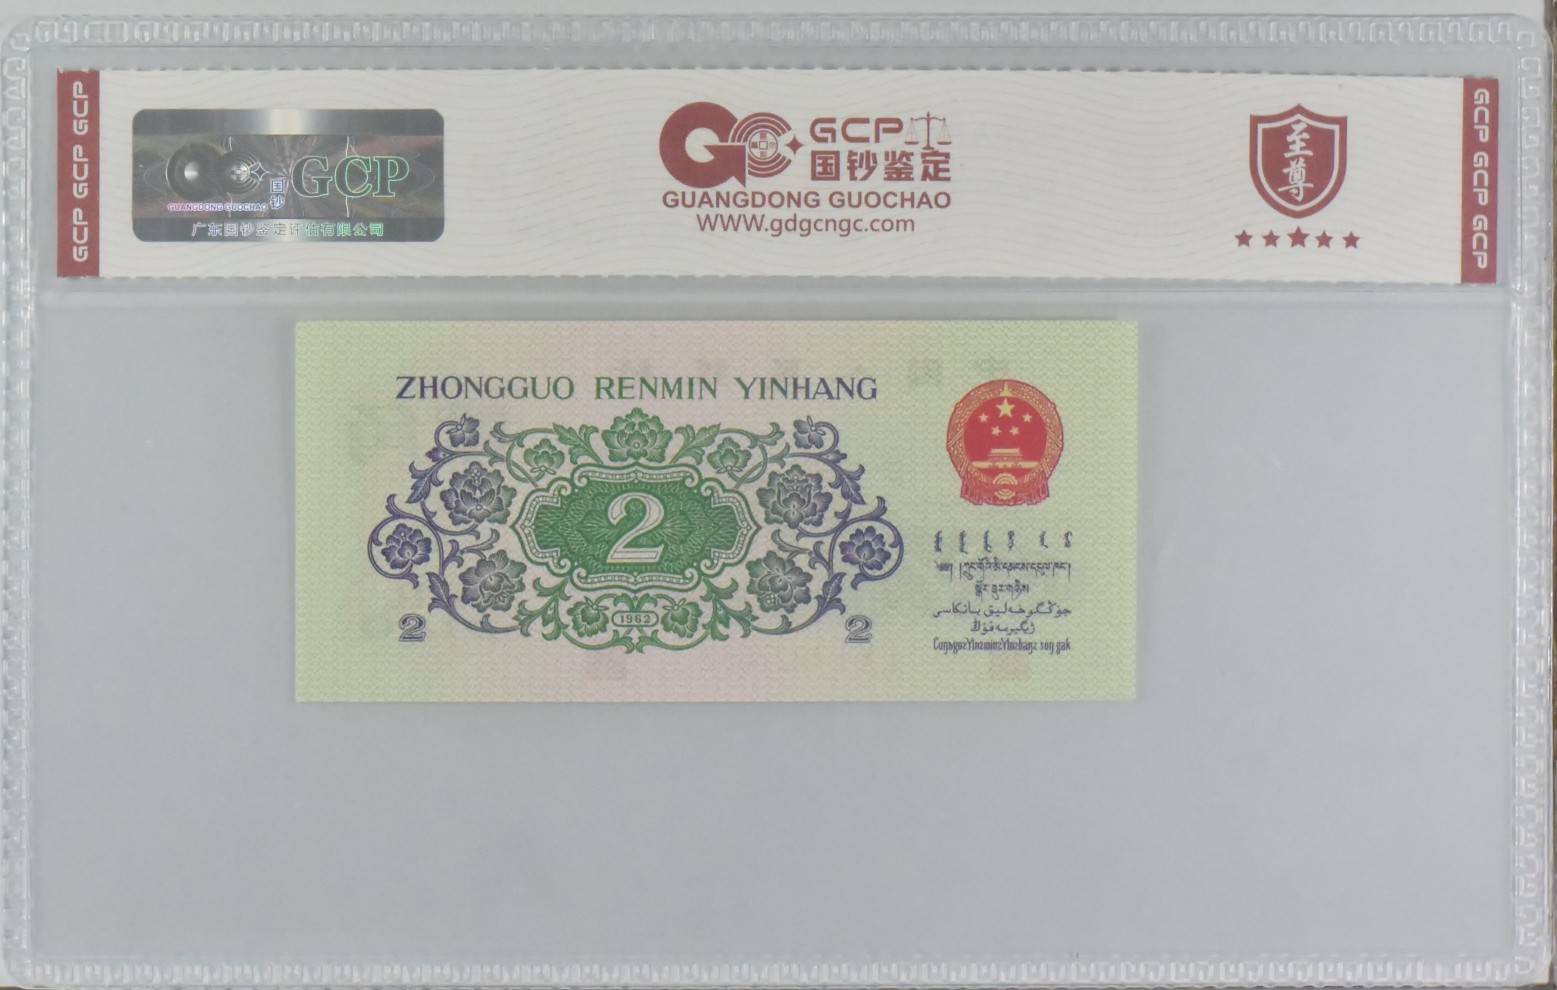 GCP GCP GCP
国钞
GCP
GUANGDONG GUOCHAO
广东国钞鉴定评估有限公司
GCP
国钞鉴定
GUANGDONG GUOCHAO
WWW.gdgcngc.com
至尊
GCP GCP GCP
ZHONGGUO RENMIN YINHANG
2
1962
2
2
جۇڭگوخەلىق بانكاسى